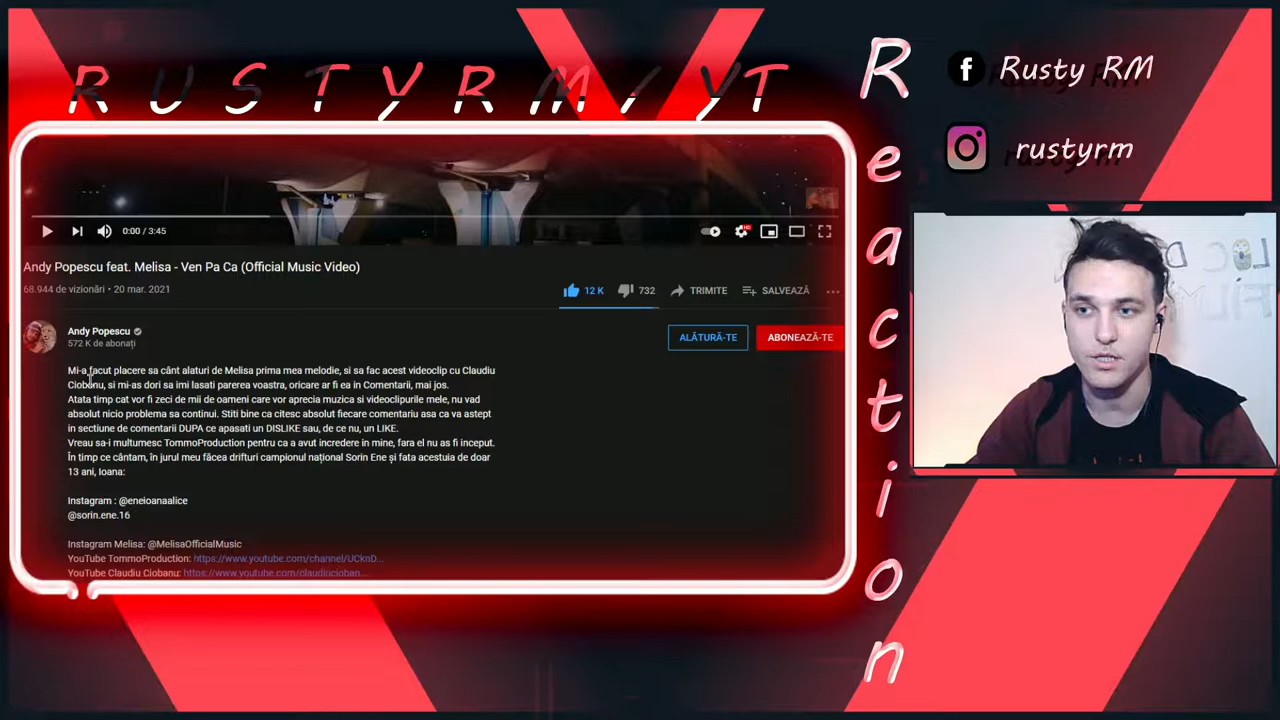 RUSTYRM/YT
Reaction
Rusty RM
rustyrm
0:00 / 3:45
HD
Andy Popescu feat. Melisa - Ven Pa Ca (Official Music Video)
68.944 de vizionări • 20 mar. 2021
12 K
732
TRIMITE
SALVEAZĂ
Andy Popescu
572 K de abonați
ALĂTURĂ-TE
ABONEAZĂ-TE
Mi-a facut placere sa cânt alaturi de Melisa prima mea melodie, si sa fac acest videoclip cu Claudiu
Ciobanu, si mi-as dori sa imi lasati parerea voastra, oricare ar fi ea in Comentarii, mai jos.
Atata timp cat vor fi zeci de mii de oameni care vor aprecia muzica si videoclipurile mele, nu vad
absolut nicio problema sa continui. Stiti bine ca citesc absolut fiecare comentariu asa ca va astept
in sectiune de comentarii DUPA ce apasati un DISLIKE sau, de ce nu, un LIKE.
Vreau sa-i multumesc TommoProduction pentru ca a avut incredere in mine, fara el nu as fi inceput.
În timp ce cântam, în jurul meu făcea drifturi campionul național Sorin Ene și fata acestuia de doar
13 ani, Ioana:
Instagram : @eneioanaalice
@sorin.ene.16
Instagram Melisa: @MelisaOfficialMusic
YouTube TommoProduction: https://www.youtube.com/channel/UCknD...
YouTube Claudiu Ciobanu: https://www.youtube.com/claudiucioban...